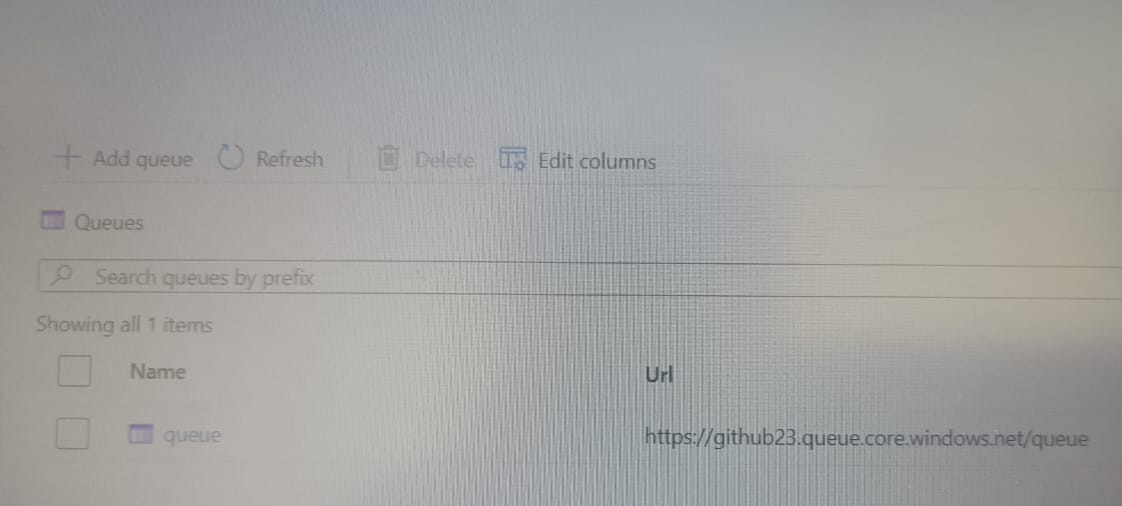 Add queue Refresh Delete Edit columns
Queues
Search queues by prefix
Showing all 1 items
Name Url
queue https://github23.queue.core.windows.net/queue